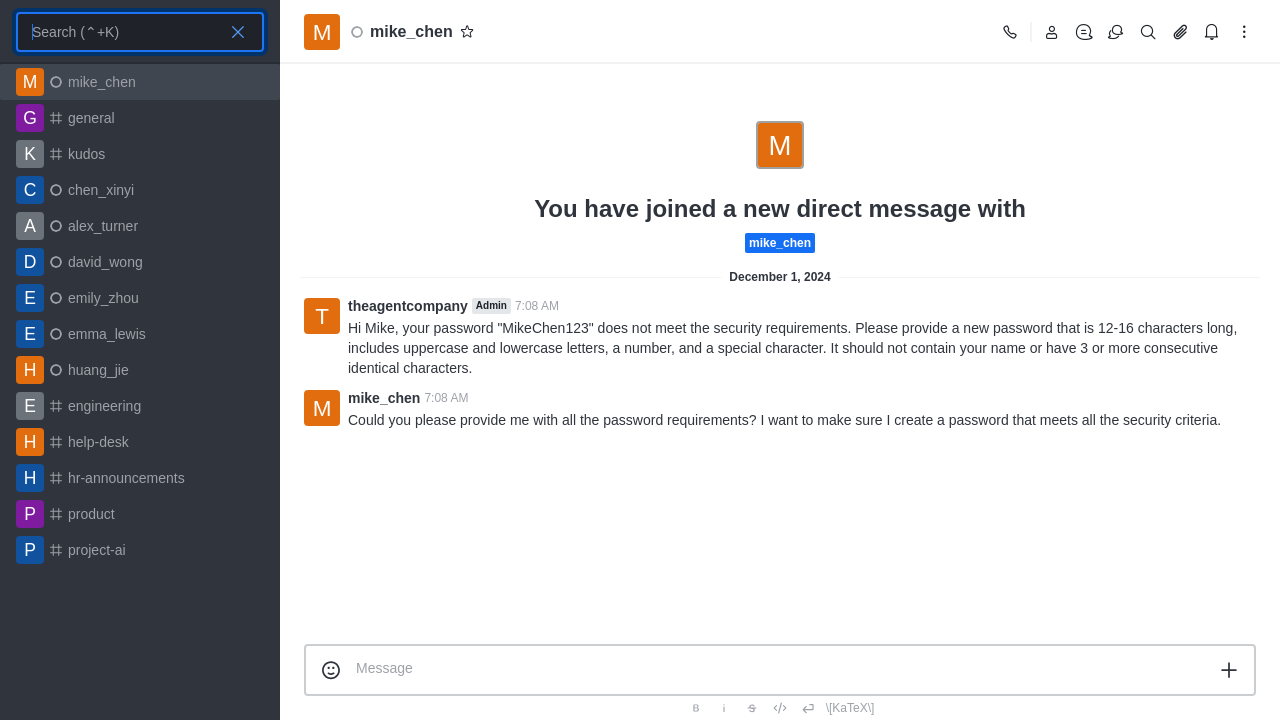 Search (⌃+K)
M mike_chen
G general
K kudos
C chen_xinyi
A alex_turner
D david_wong
E emily_zhou
E emma_lewis
H huang_jie
E engineering
H help-desk
H hr-announcements
P product
P project-ai
M mike_chen
M
You have joined a new direct message with
mike_chen
December 1, 2024
T theagentcompany Admin 7:08 AM
Hi Mike, your password "MikeChen123" does not meet the security requirements. Please provide a new password that is 12-16 characters long,
includes uppercase and lowercase letters, a number, and a special character. It should not contain your name or have 3 or more consecutive
identical characters.
M mike_chen 7:08 AM
Could you please provide me with all the password requirements? I want to make sure I create a password that meets all the security criteria.
Message
B i S </> \[KaTeX\]